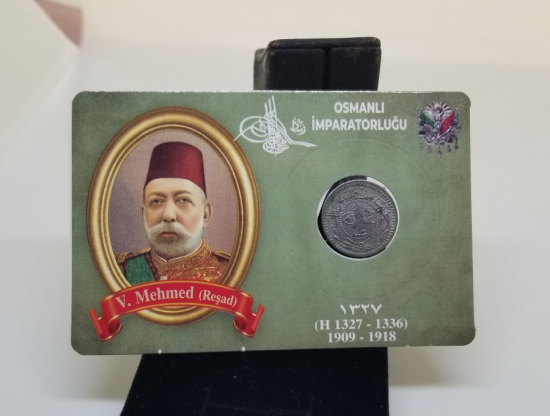 OSMANLI
İMPARATORLUĞU
V. Mehmed (Reşad)
١٣٢٧
(H 1327 - 1336)
1909 - 1918